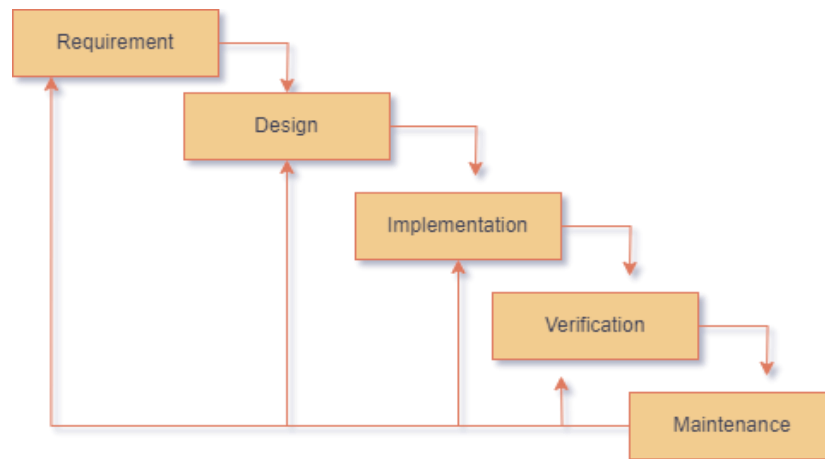 Requirement
Design
Implementation
Verification
Maintenance